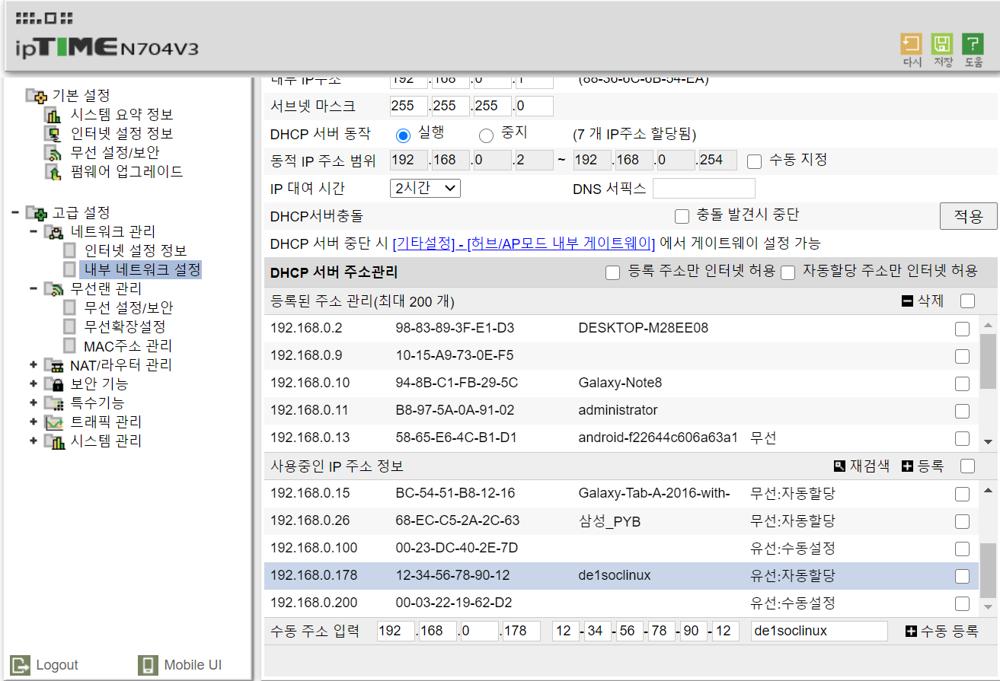 ipTIME N704V3
다시 저장 도움
기본 설정
시스템 요약 정보
인터넷 설정 정보
무선 설정/보안
펌웨어 업그레이드
고급 설정
네트워크 관리
인터넷 설정 정보
내부 네트워크 설정
무선랜 관리
무선 설정/보안
무선확장설정
MAC주소 관리
NAT/라우터 관리
보안 기능
특수기능
트래픽 관리
시스템 관리
Logout Mobile UI
내부 IP주소 192 .168 .0 .1 (88-36-6C-6B-54-EA)
서브넷 마스크 255 .255 .255 .0
DHCP 서버 동작 실행 중지 (7 개 IP주소 할당됨)
동적 IP 주소 범위 192 .168 .0 .2 ~ 192 .168 .0 .254 수동 지정
IP 대여 시간 2시간 DNS 서픽스
DHCP서버충돌 충돌 발견시 중단 적용
DHCP 서버 중단 시 [기타설정] - [허브/AP모드 내부 게이트웨이] 에서 게이트웨이 설정 가능
DHCP 서버 주소관리 등록 주소만 인터넷 허용 자동할당 주소만 인터넷 허용
등록된 주소 관리(최대 200 개) 삭제
192.168.0.2 98-83-89-3F-E1-D3 DESKTOP-M28EE08
192.168.0.9 10-15-A9-73-0E-F5
192.168.0.10 94-8B-C1-FB-29-5C Galaxy-Note8
192.168.0.11 B8-97-5A-0A-91-02 administrator
192.168.0.13 58-65-E6-4C-B1-D1 android-f22644c606a63a1 무선
사용중인 IP 주소 정보 재검색 등록
192.168.0.15 BC-54-51-B8-12-16 Galaxy-Tab-A-2016-with- 무선:자동할당
192.168.0.26 68-EC-C5-2A-2C-63 삼성_PYB 무선:자동할당
192.168.0.100 00-23-DC-40-2E-7D 유선:수동설정
192.168.0.178 12-34-56-78-90-12 de1soclinux 유선:자동할당
192.168.0.200 00-03-22-19-62-D2 유선:수동설정
수동 주소 입력 192 .168 .0 .178 12 - 34 - 56 - 78 - 90 - 12 de1soclinux 수동 등록